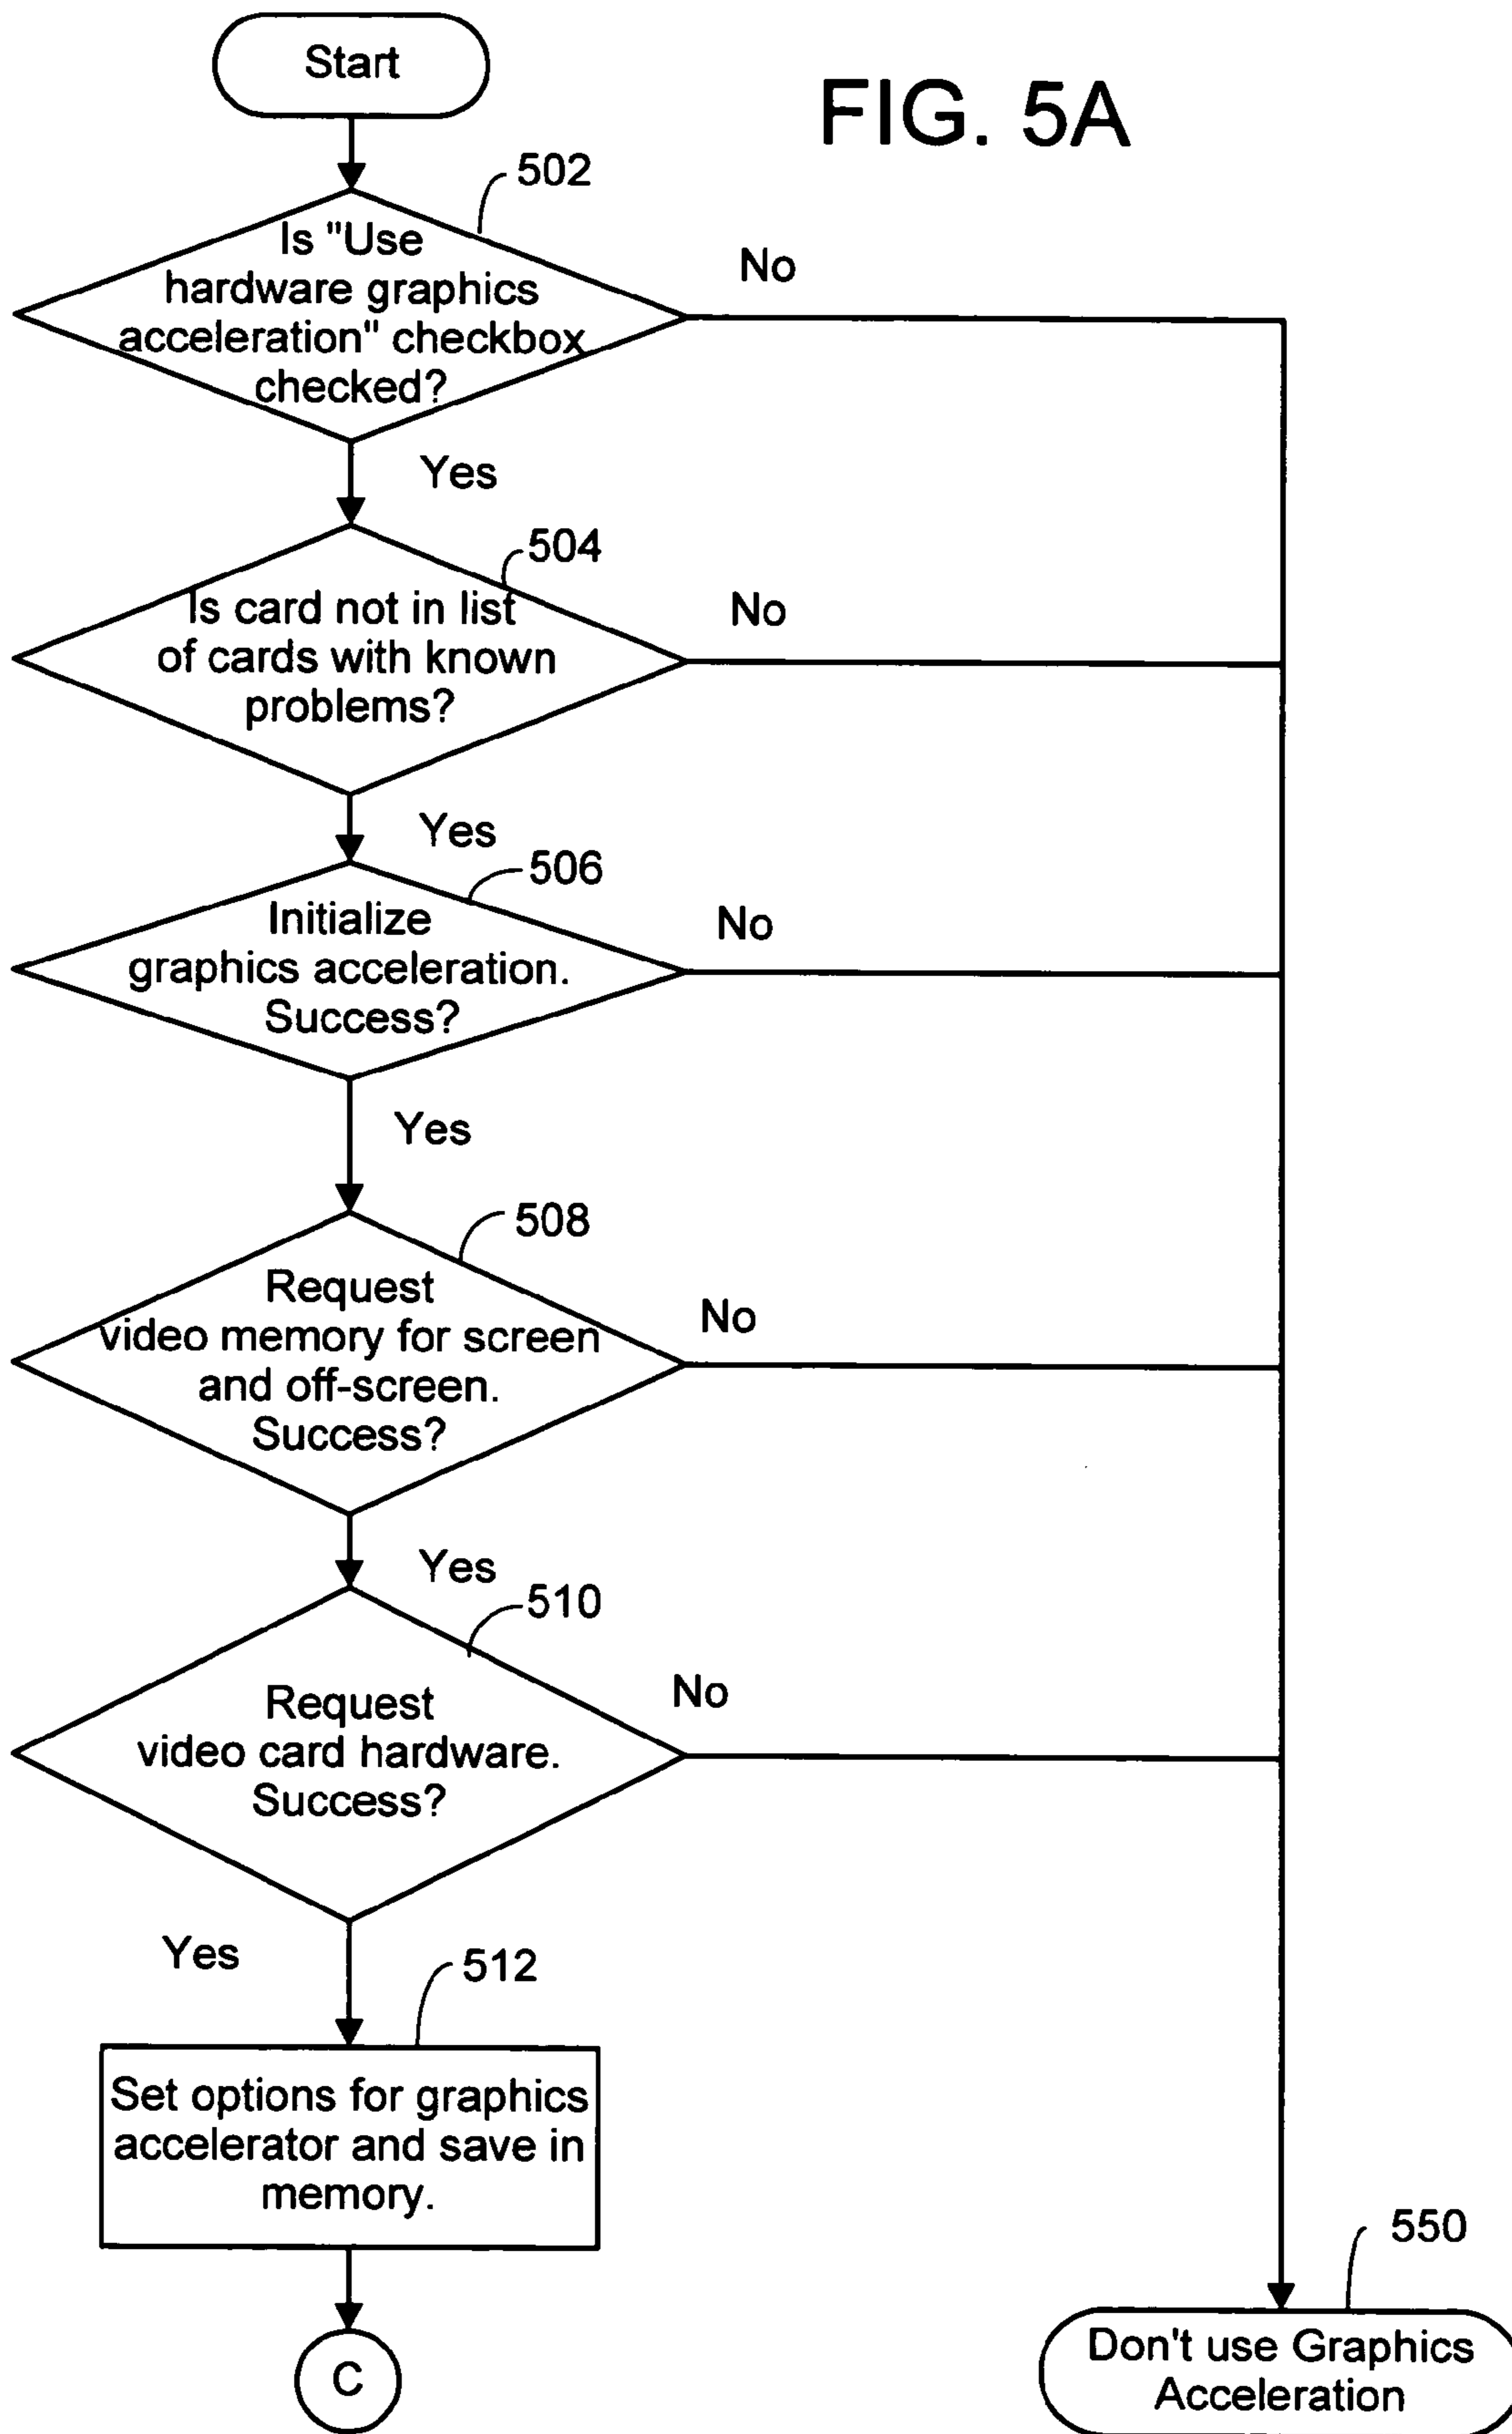 Start
FIG. 5A
502
Is "Use
hardware graphics
acceleration" checkbox
checked?
No
Yes
504
Is card not in list
of cards with known
problems?
No
Yes
506
Initialize
graphics acceleration.
Success?
No
Yes
508
Request
video memory for screen
and off-screen.
Success?
No
Yes
510
Request
video card hardware.
Success?
No
Yes
512
Set options for graphics
accelerator and save in
memory.
C
550
Don't use Graphics
Acceleration